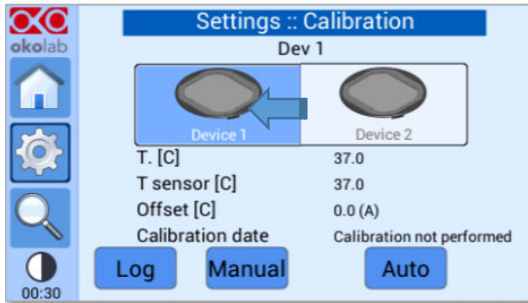 Settings :: Calibration
okolab
Dev 1
Device 1 Device 2
T. [C] 37.0
T sensor [C] 37.0
Offset [C] 0.0 (A)
Calibration date Calibration not performed
Log Manual Auto
00:30